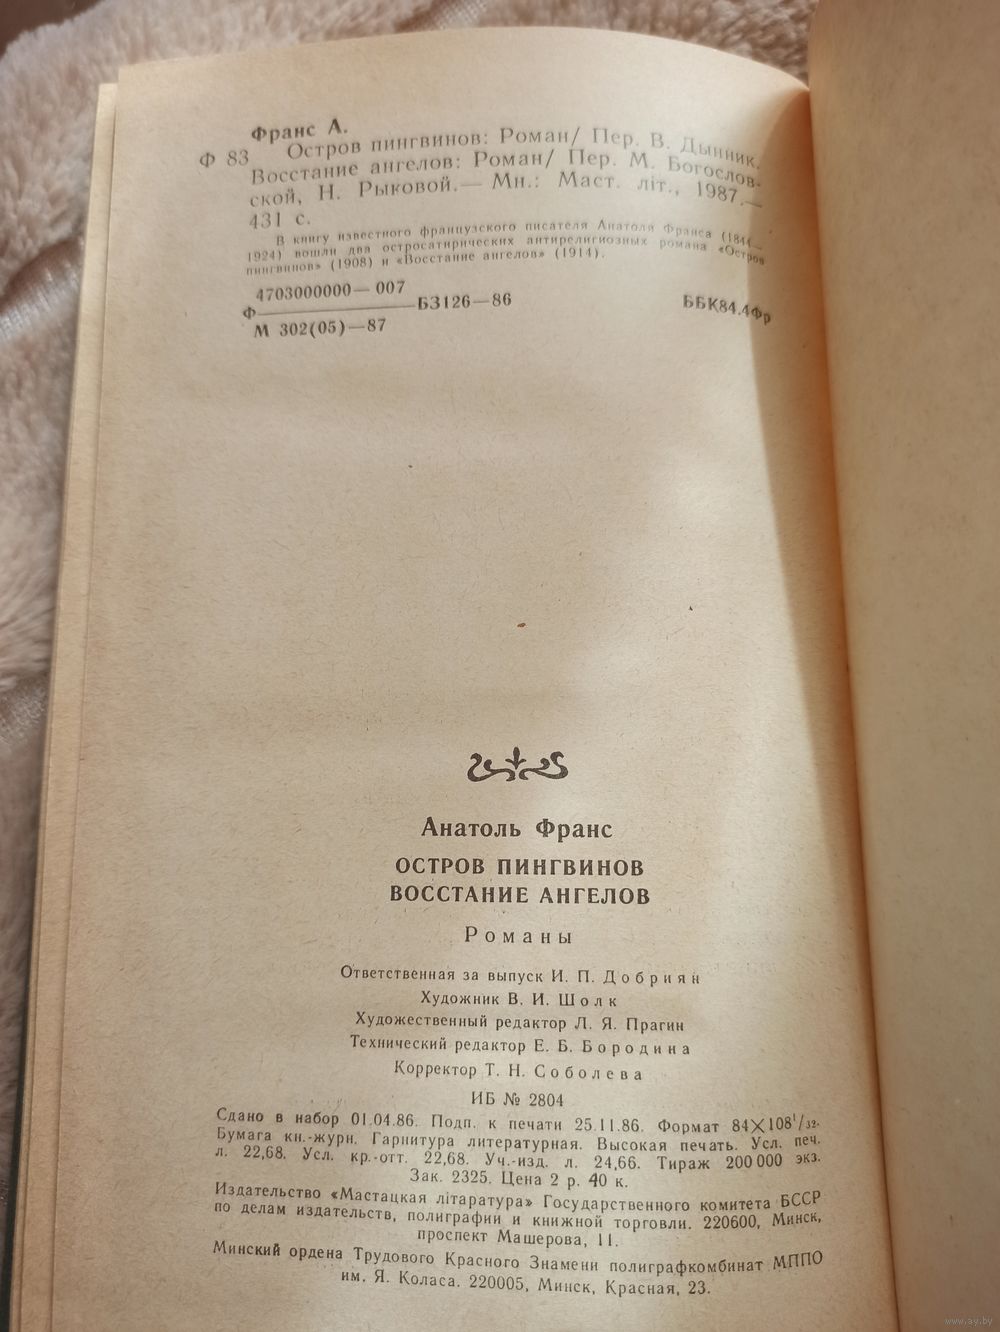 Франс А.
Ф 83 Остров пингвинов: Роман/ Пер. В. Дынник.
Восстание ангелов: Роман/ Пер. М. Богослов-
ской, Н. Рыковой.— Мн.: Маст. літ., 1987.—
431 с.
В книгу известного французского писателя Анатоля Франса (1844—
1924) вошли два остросатирических антирелигиозных романа «Остров
пингвинов» (1908) и «Восстание ангелов» (1914).
4703000000—007
Ф————БЗ126—86 ББК84.4Фр
М 302(05)—87
Анатоль Франс
ОСТРОВ ПИНГВИНОВ
ВОССТАНИЕ АНГЕЛОВ
Романы
Ответственная за выпуск И. П. Добриян
Художник В. И. Шолк
Художественный редактор Л. Я. Прагин
Технический редактор Е. Б. Бородина
Корректор Т. Н. Соболева
ИБ № 2804
Сдано в набор 01.04.86. Подп. к печати 25.11.86. Формат 84×108¹/₃₂.
Бумага кн.-журн. Гарнитура литературная. Высокая печать. Усл. печ.
л. 22,68. Усл. кр.-отт. 22,68. Уч.-изд. л. 24,66. Тираж 200 000 экз.
Зак. 2325. Цена 2 р. 40 к.
Издательство «Мастацкая літаратура» Государственного комитета БССР
по делам издательств, полиграфии и книжной торговли. 220600, Минск,
проспект Машерова, 11.
Минский ордена Трудового Красного Знамени полиграфкомбинат МППО
им. Я. Коласа. 220005, Минск, Красная, 23.
www.ay.by